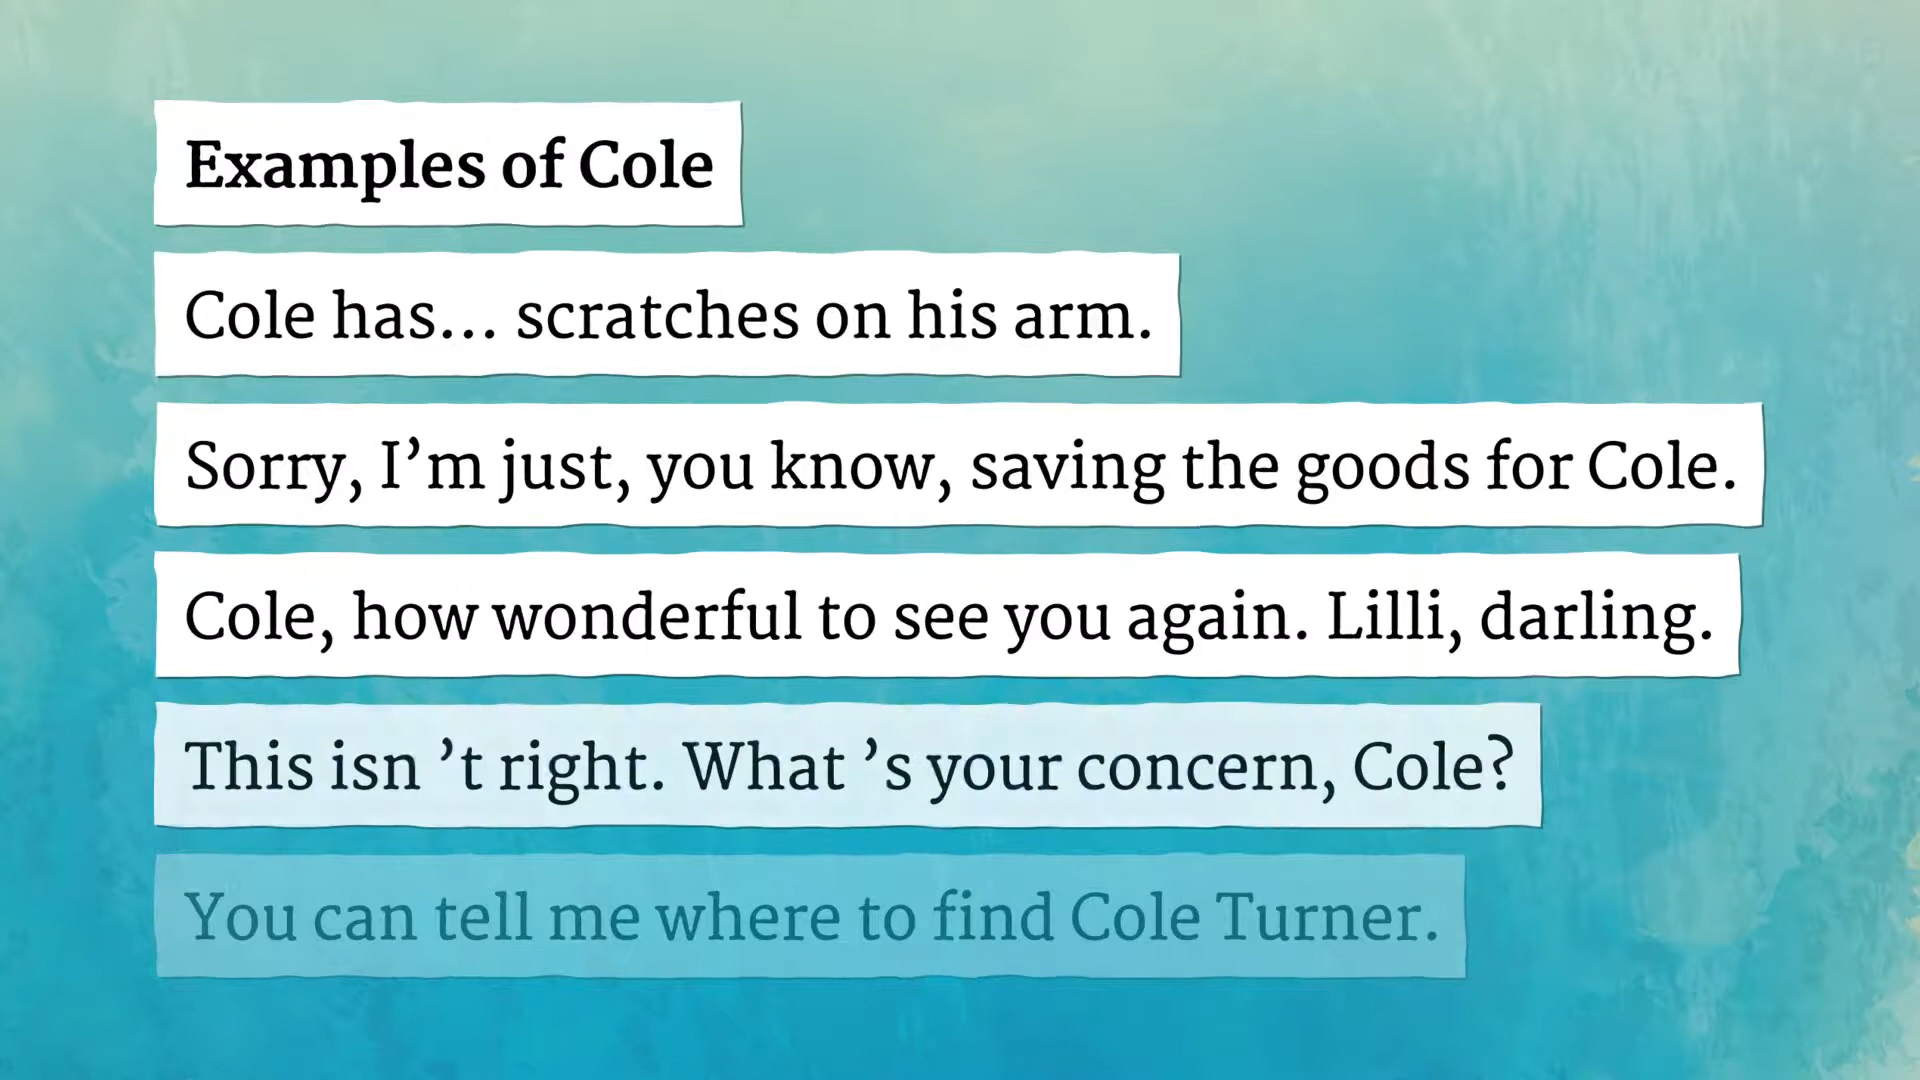 Examples of Cole
Cole has... scratches on his arm.
Sorry, I’m just, you know, saving the goods for Cole.
Cole, how wonderful to see you again. Lilli, darling.
This isn ’t right. What ’s your concern, Cole?
You can tell me where to find Cole Turner.